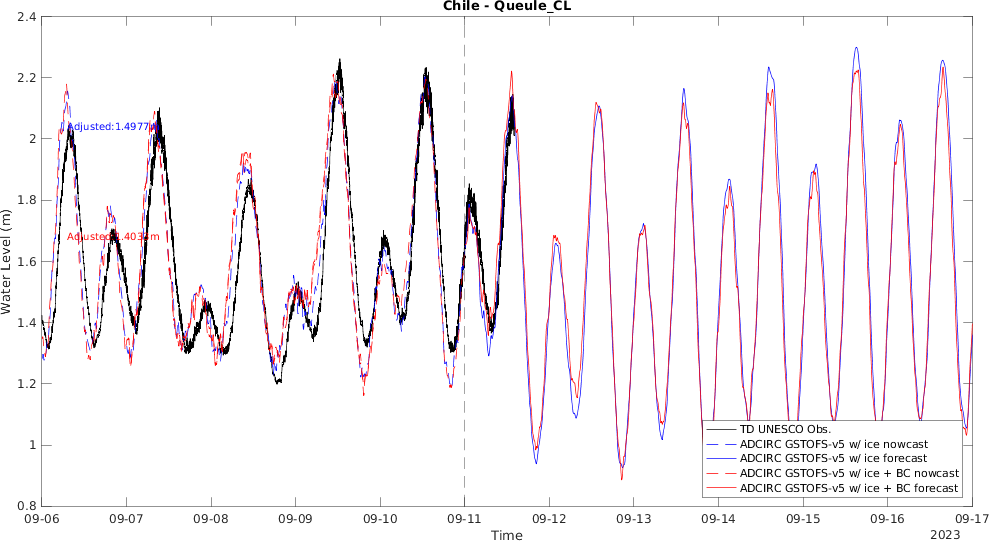 Chile - Queule_CL
2.4
2.2
2
1.8
1.6
1.4
1.2
1
0.8
Water Level (m)
Adjusted:1.4977m
TD UNESCO Obs.
ADCIRC GSTOFS-v5 w/ ice nowcast
ADCIRC GSTOFS-v5 w/ ice forecast
ADCIRC GSTOFS-v5 w/ ice + BC nowcast
ADCIRC GSTOFS-v5 w/ ice + BC forecast
09-06 09-07 09-08 09-09 09-10 09-11 09-12 09-13 09-14 09-15 09-16 09-17
Time
2023